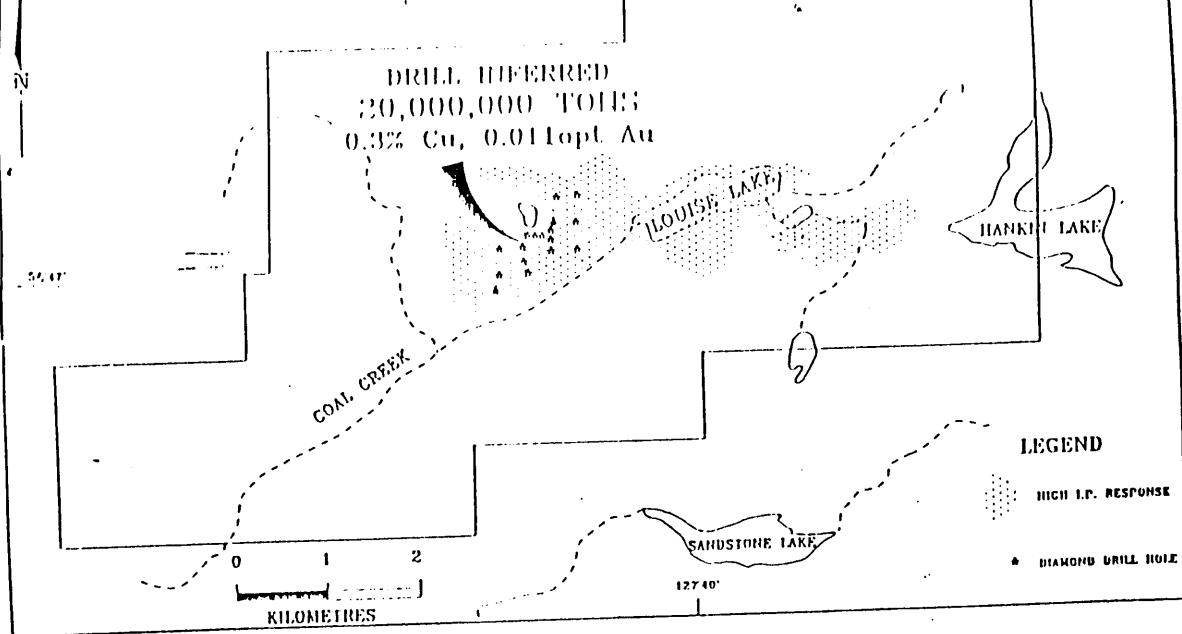 N
DRILL INFERRED
20,000,000 TONS
0.3% Cu, 0.011opt Au
LOUISE LAKE
HANKIN LAKE
COAL CREEK
LEGEND
HIGH I.P. RESPONSE
SANDSTONE LAKE
DIAMOND DRILL HOLE
0 1 2
KILOMETRES
127°40'